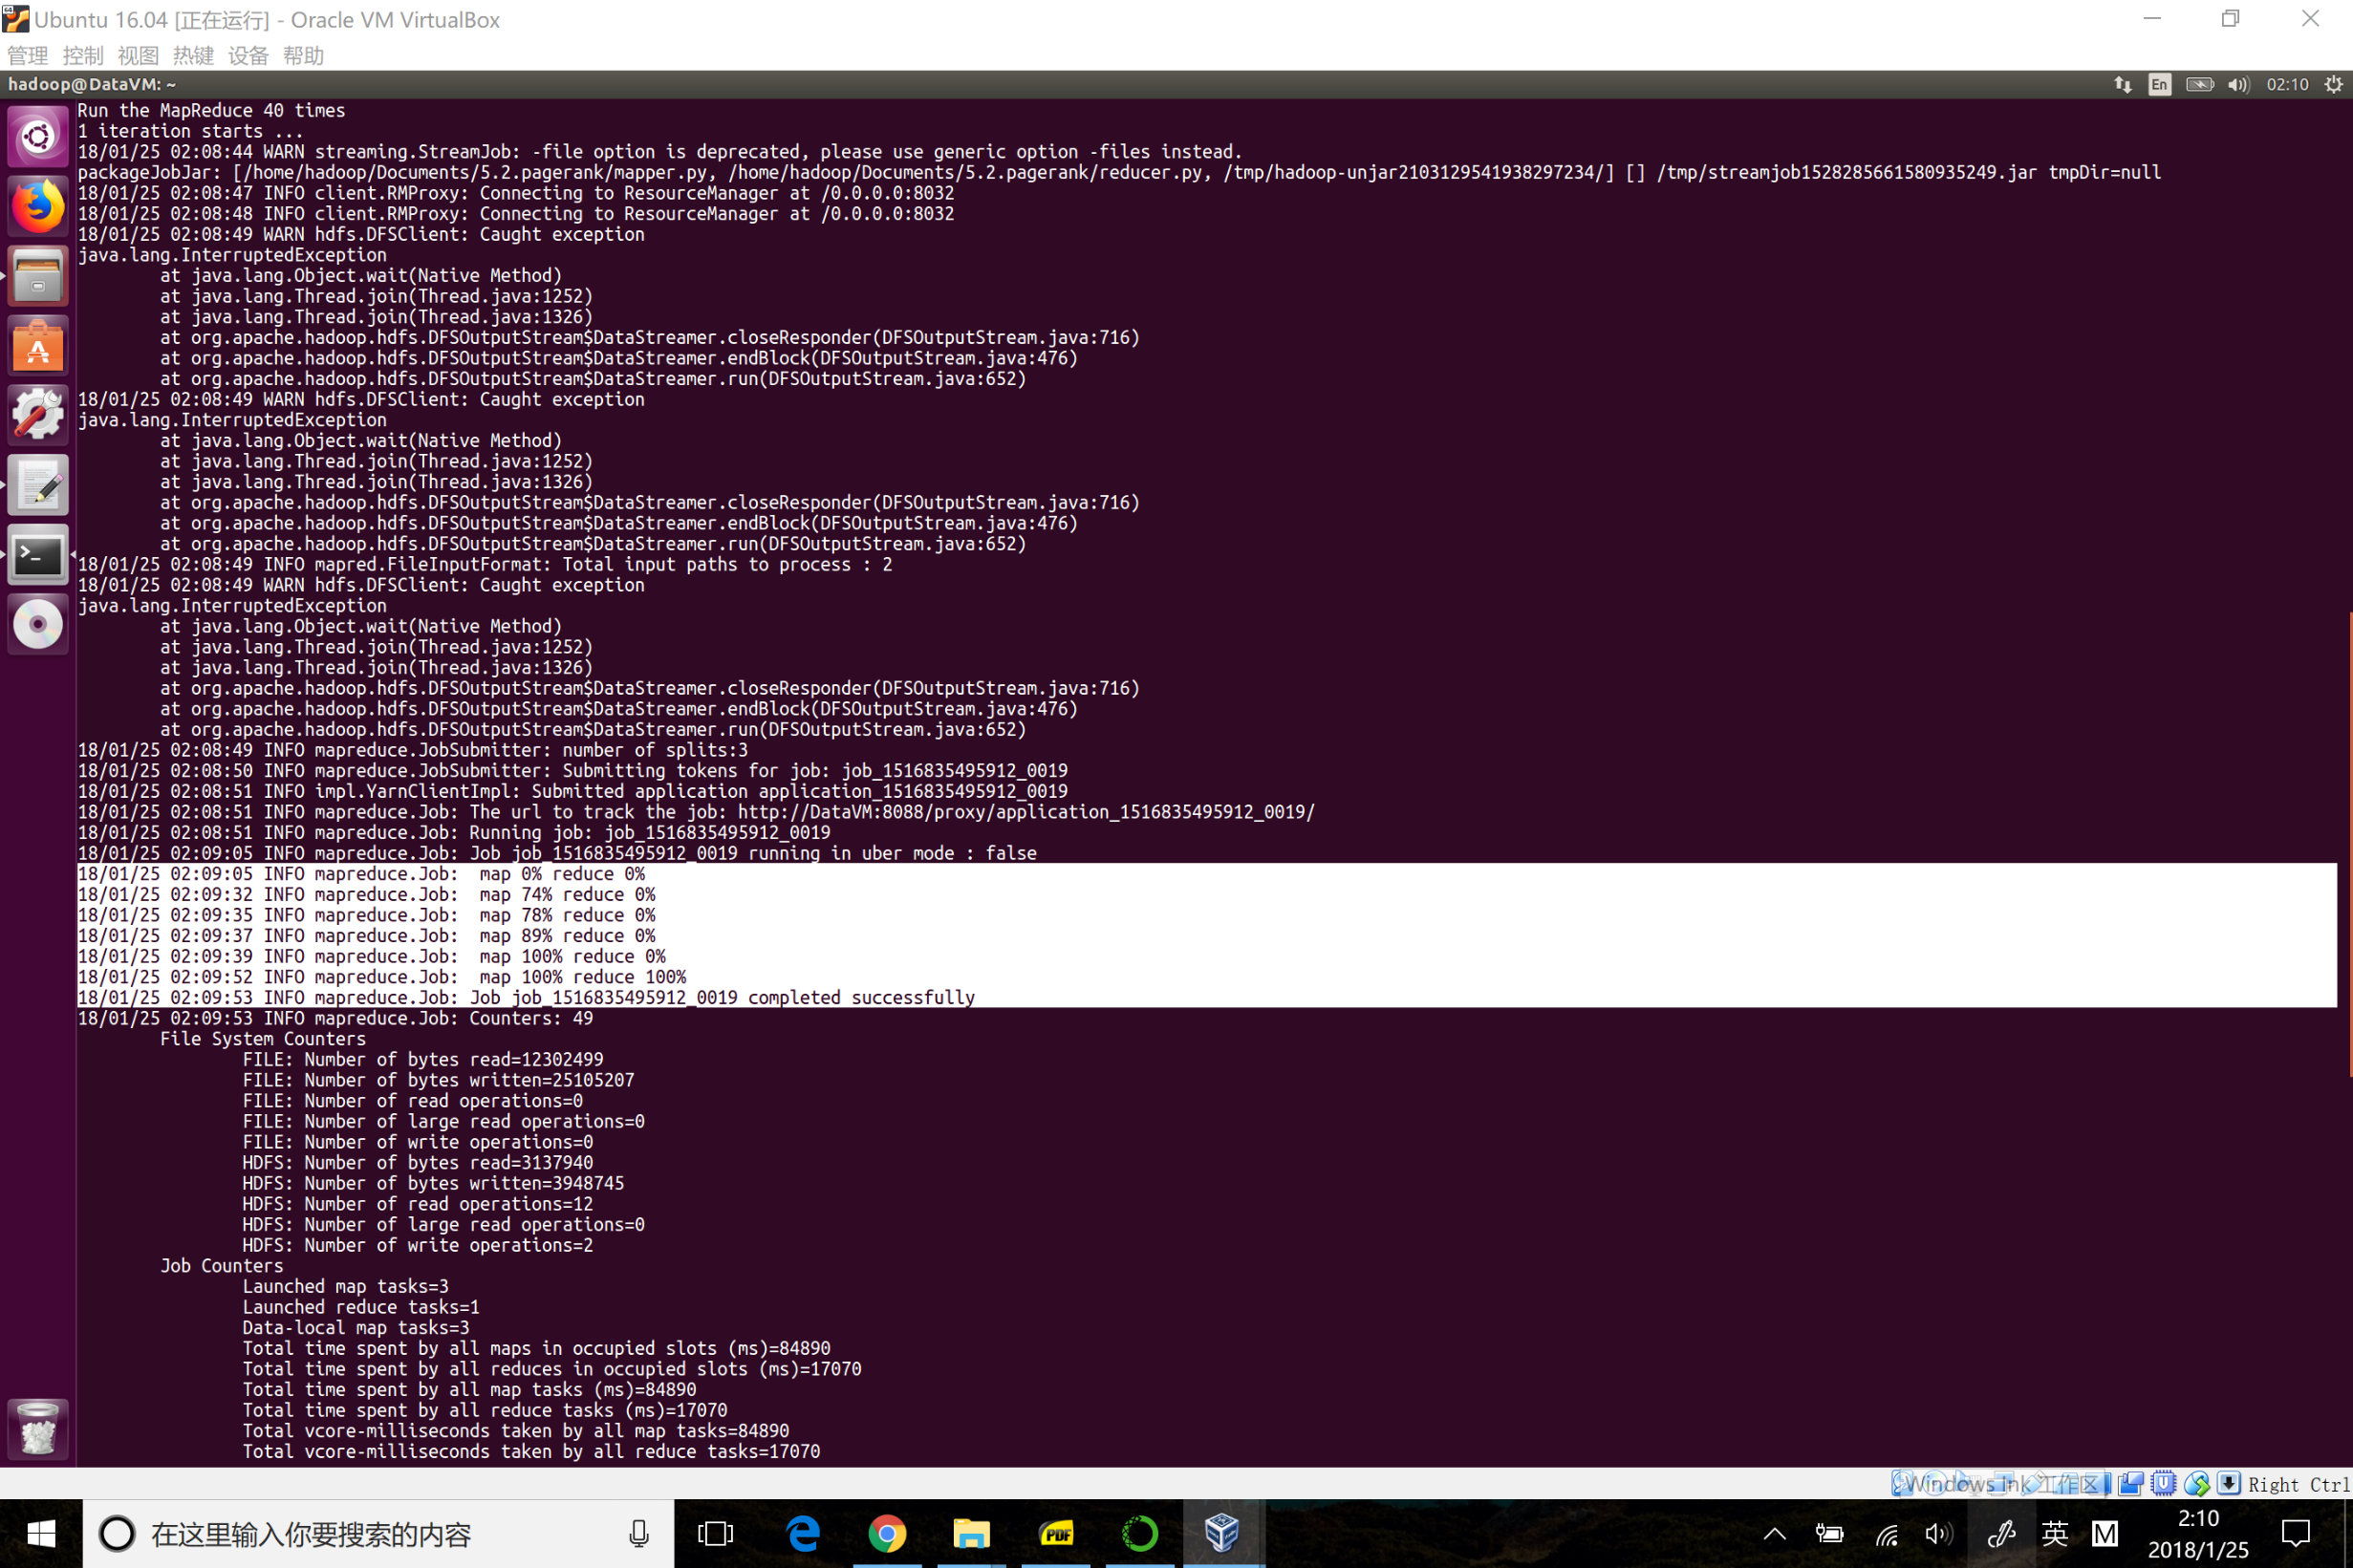 Ubuntu 16.04 [正在运行] - Oracle VM VirtualBox
管理 控制 视图 热键 设备 帮助
hadoop@DataVM: ~
En
02:10
Run the MapReduce 40 times
1 iteration starts ...
18/01/25 02:08:44 WARN streaming.StreamJob: -file option is deprecated, please use generic option -files instead.
packageJobJar: [/home/hadoop/Documents/5.2.pagerank/mapper.py, /home/hadoop/Documents/5.2.pagerank/reducer.py, /tmp/hadoop-unjar2103129541938297234/] [] /tmp/streamjob1528285661580935249.jar tmpDir=null
18/01/25 02:08:47 INFO client.RMProxy: Connecting to ResourceManager at /0.0.0.0:8032
18/01/25 02:08:48 INFO client.RMProxy: Connecting to ResourceManager at /0.0.0.0:8032
18/01/25 02:08:49 WARN hdfs.DFSClient: Caught exception
java.lang.InterruptedException
at java.lang.Object.wait(Native Method)
at java.lang.Thread.join(Thread.java:1252)
at java.lang.Thread.join(Thread.java:1326)
at org.apache.hadoop.hdfs.DFSOutputStream$DataStreamer.closeResponder(DFSOutputStream.java:716)
at org.apache.hadoop.hdfs.DFSOutputStream$DataStreamer.endBlock(DFSOutputStream.java:476)
at org.apache.hadoop.hdfs.DFSOutputStream$DataStreamer.run(DFSOutputStream.java:652)
18/01/25 02:08:49 WARN hdfs.DFSClient: Caught exception
java.lang.InterruptedException
at java.lang.Object.wait(Native Method)
at java.lang.Thread.join(Thread.java:1252)
at java.lang.Thread.join(Thread.java:1326)
at org.apache.hadoop.hdfs.DFSOutputStream$DataStreamer.closeResponder(DFSOutputStream.java:716)
at org.apache.hadoop.hdfs.DFSOutputStream$DataStreamer.endBlock(DFSOutputStream.java:476)
at org.apache.hadoop.hdfs.DFSOutputStream$DataStreamer.run(DFSOutputStream.java:652)
18/01/25 02:08:49 INFO mapred.FileInputFormat: Total input paths to process : 2
18/01/25 02:08:49 WARN hdfs.DFSClient: Caught exception
java.lang.InterruptedException
at java.lang.Object.wait(Native Method)
at java.lang.Thread.join(Thread.java:1252)
at java.lang.Thread.join(Thread.java:1326)
at org.apache.hadoop.hdfs.DFSOutputStream$DataStreamer.closeResponder(DFSOutputStream.java:716)
at org.apache.hadoop.hdfs.DFSOutputStream$DataStreamer.endBlock(DFSOutputStream.java:476)
at org.apache.hadoop.hdfs.DFSOutputStream$DataStreamer.run(DFSOutputStream.java:652)
18/01/25 02:08:49 INFO mapreduce.JobSubmitter: number of splits:3
18/01/25 02:08:50 INFO mapreduce.JobSubmitter: Submitting tokens for job: job_1516835495912_0019
18/01/25 02:08:51 INFO impl.YarnClientImpl: Submitted application application_1516835495912_0019
18/01/25 02:08:51 INFO mapreduce.Job: The url to track the job: http://DataVM:8088/proxy/application_1516835495912_0019/
18/01/25 02:08:51 INFO mapreduce.Job: Running job: job_1516835495912_0019
18/01/25 02:09:05 INFO mapreduce.Job: Job job_1516835495912_0019 running in uber mode : false
18/01/25 02:09:05 INFO mapreduce.Job:  map 0% reduce 0%
18/01/25 02:09:32 INFO mapreduce.Job:  map 74% reduce 0%
18/01/25 02:09:35 INFO mapreduce.Job:  map 78% reduce 0%
18/01/25 02:09:37 INFO mapreduce.Job:  map 89% reduce 0%
18/01/25 02:09:39 INFO mapreduce.Job:  map 100% reduce 0%
18/01/25 02:09:52 INFO mapreduce.Job:  map 100% reduce 100%
18/01/25 02:09:53 INFO mapreduce.Job: Job job_1516835495912_0019 completed successfully
18/01/25 02:09:53 INFO mapreduce.Job: Counters: 49
File System Counters
FILE: Number of bytes read=12302499
FILE: Number of bytes written=25105207
FILE: Number of read operations=0
FILE: Number of large read operations=0
FILE: Number of write operations=0
HDFS: Number of bytes read=3137940
HDFS: Number of bytes written=3948745
HDFS: Number of read operations=12
HDFS: Number of large read operations=0
HDFS: Number of write operations=2
Job Counters
Launched map tasks=3
Launched reduce tasks=1
Data-local map tasks=3
Total time spent by all maps in occupied slots (ms)=84890
Total time spent by all reduces in occupied slots (ms)=17070
Total time spent by all map tasks (ms)=84890
Total time spent by all reduce tasks (ms)=17070
Total vcore-milliseconds taken by all map tasks=84890
Total vcore-milliseconds taken by all reduce tasks=17070
Windows Ink 工作区
Right Ctrl
在这里输入你要搜索的内容
PDF
英
M
2:10
2018/1/25